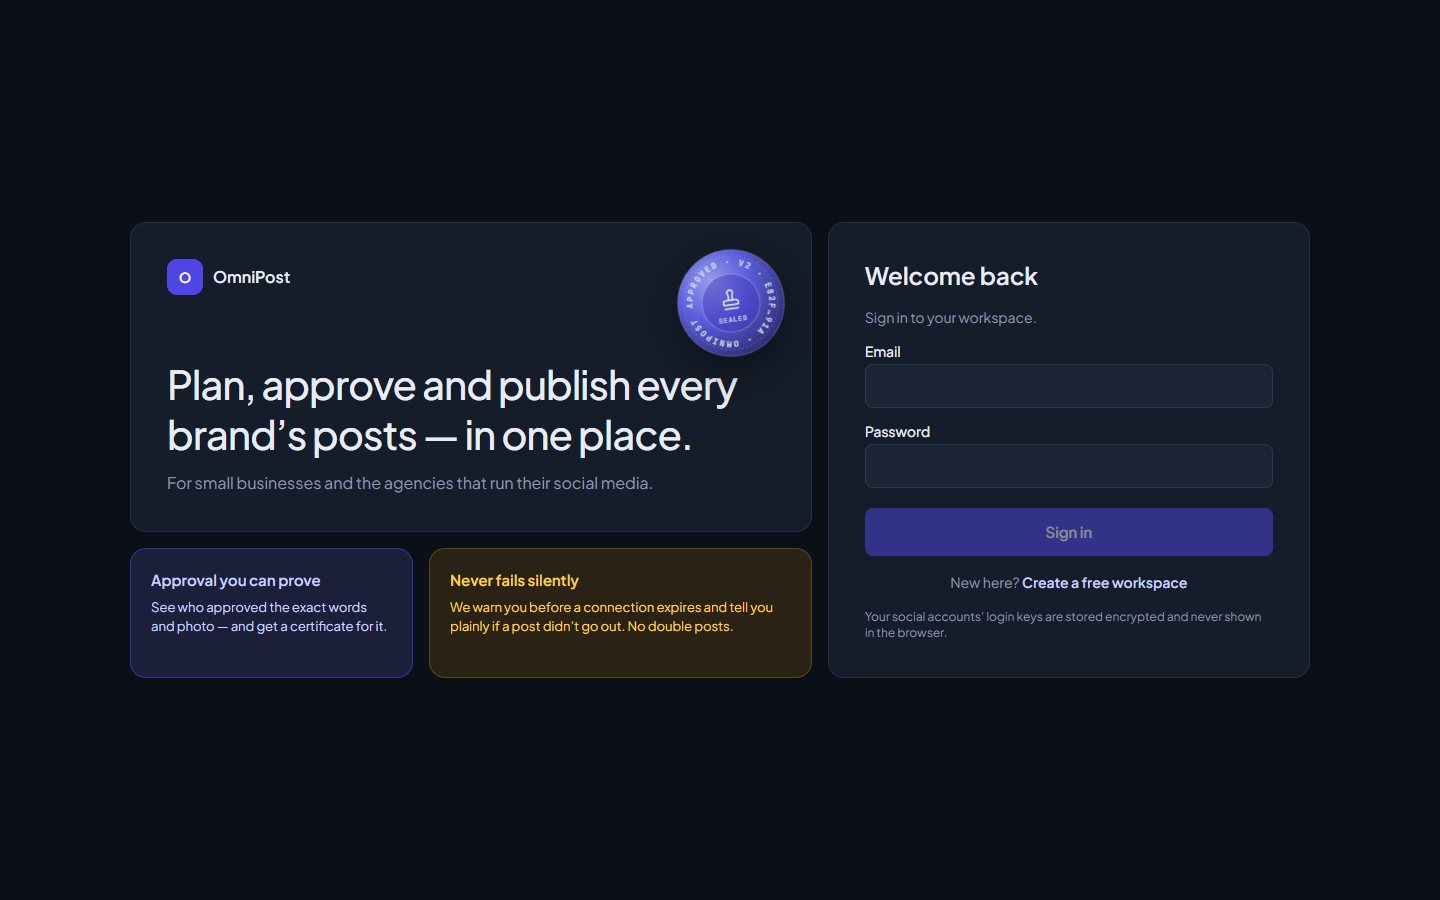 O OmniPost
APPROVED · V2 · E82F–91A · OMNIPOST
SEALED
Plan, approve and publish every
brand’s posts — in one place.
For small businesses and the agencies that run their social media.
Approval you can prove
See who approved the exact words
and photo — and get a certificate for it.
Never fails silently
We warn you before a connection expires and tell you
plainly if a post didn’t go out. No double posts.
Welcome back
Sign in to your workspace.
Email
Password
Sign in
New here? Create a free workspace
Your social accounts’ login keys are stored encrypted and never shown
in the browser.